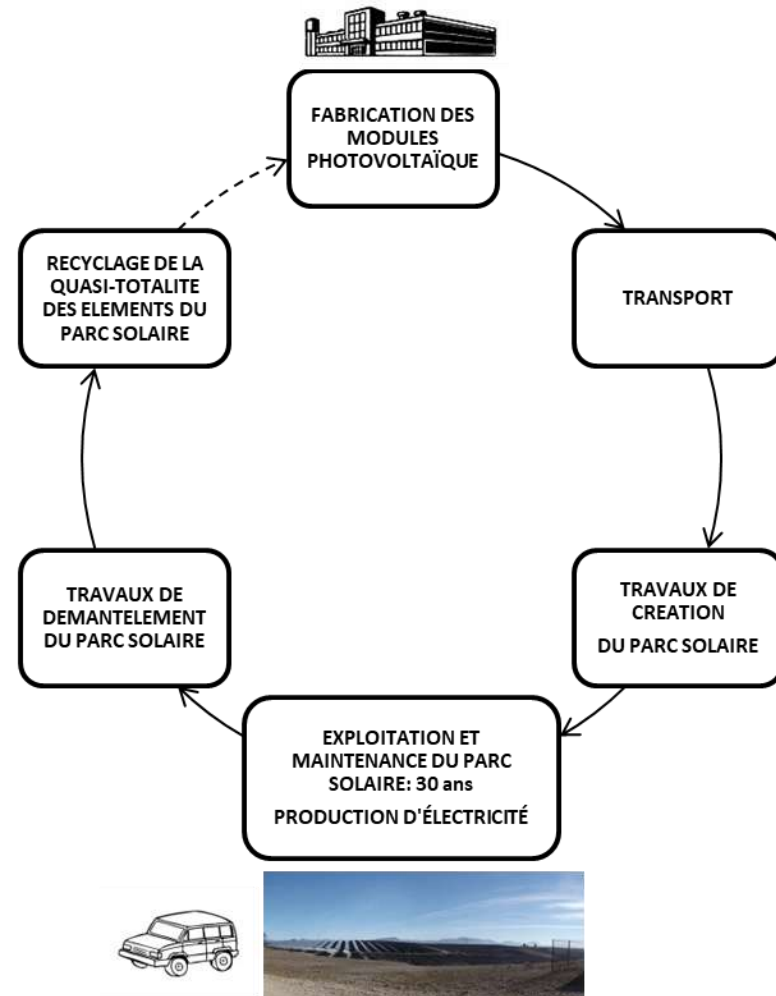 FABRICATION DES
MODULES
PHOTOVOLTAÏQUE
TRANSPORT
TRAVAUX DE
CREATION
DU PARC SOLAIRE
EXPLOITATION ET
MAINTENANCE DU PARC
SOLAIRE: 30 ans
PRODUCTION D'ÉLECTRICITÉ
TRAVAUX DE
DEMANTELEMENT
DU PARC SOLAIRE
RECYCLAGE DE LA
QUASI-TOTALITE
DES ELEMENTS DU
PARC SOLAIRE